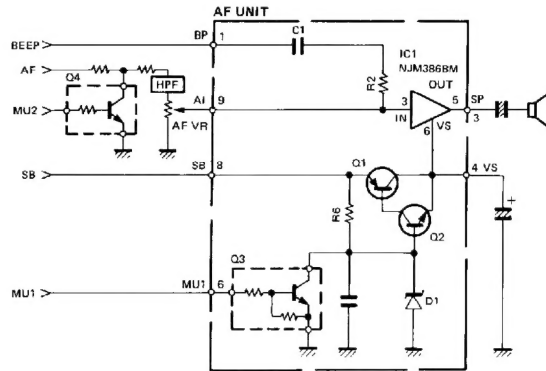 AF UNIT
BEEP
BP
1
C1
IC1
NJM386BM
OUT
AF
Q4
HPF
R2
AI
9
3
IN
5
SP
3
6
VS
MU2
AF VR
SB
SB
8
Q1
4 VS
+
R6
Q2
Q3
MU1
MU1
6
D1